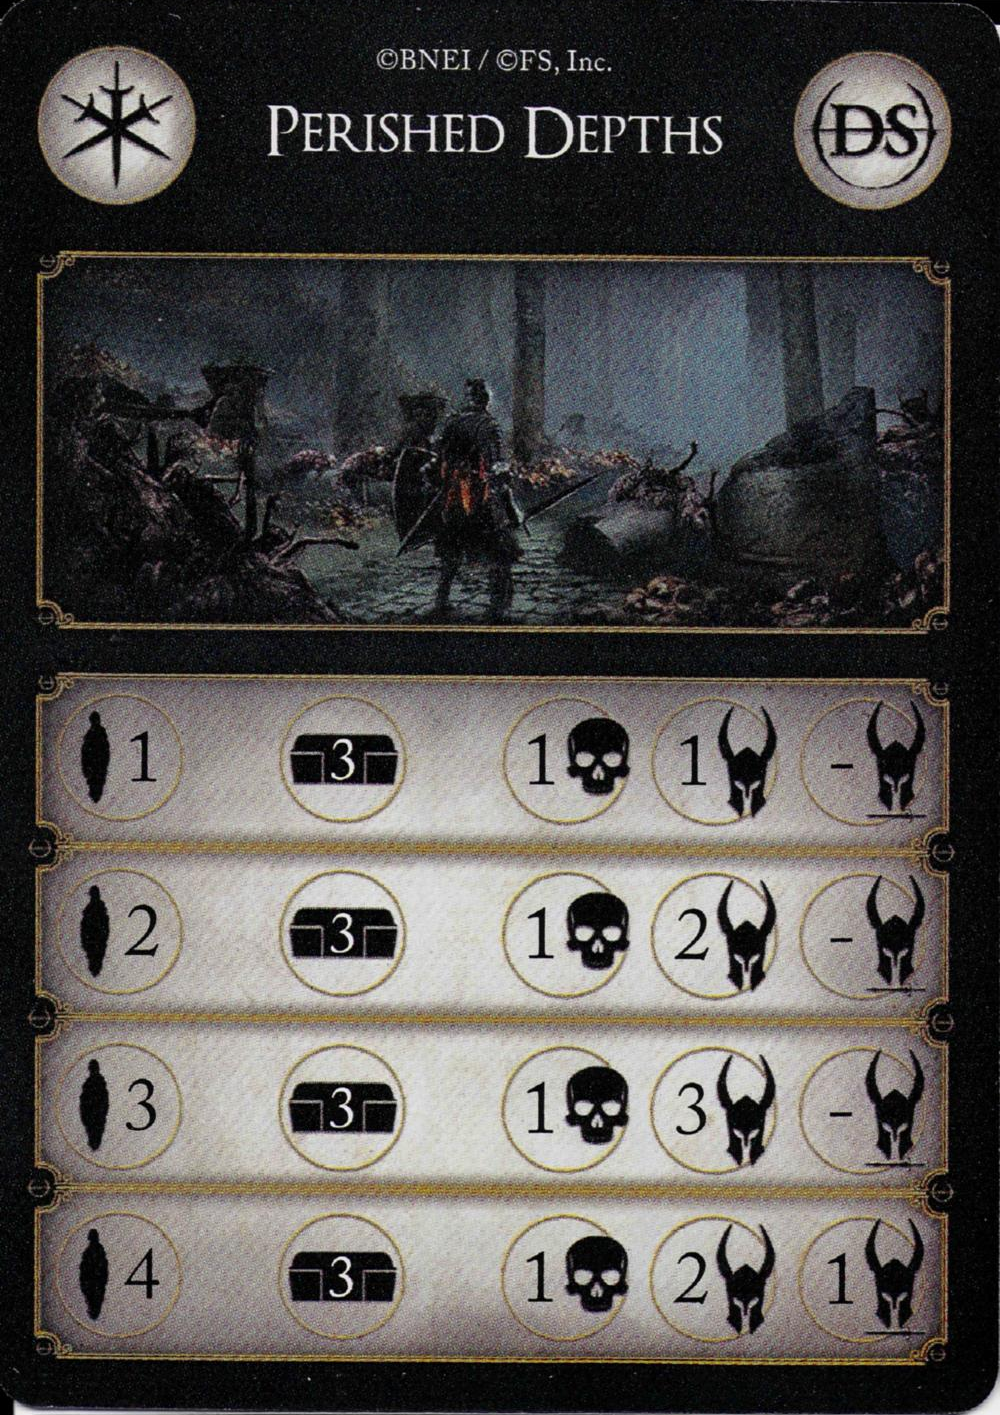 ©BNEI / ©FS, Inc.
PERISHED DEPTHS
DS
1 3 1 1 -
2 3 1 2 -
3 3 1 3 -
4 3 1 2 1